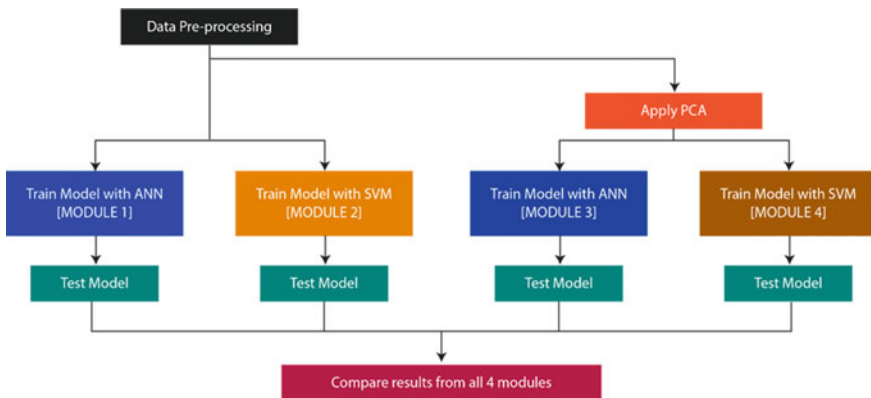 Data Pre-processing
Apply PCA
Train Model with ANN
[MODULE 1]
Train Model with SVM
[MODULE 2]
Train Model with ANN
[MODULE 3]
Train Model with SVM
[MODULE 4]
Test Model
Test Model
Test Model
Test Model
Compare results from all 4 modules